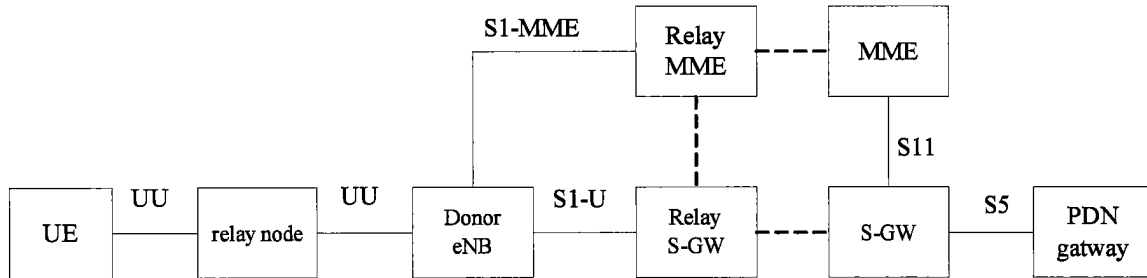 S1-MME
Relay
MME
MME
S11
UU
UU
S1-U
S5
UE
relay node
Donor
eNB
Relay
S-GW
S-GW
PDN
gatway